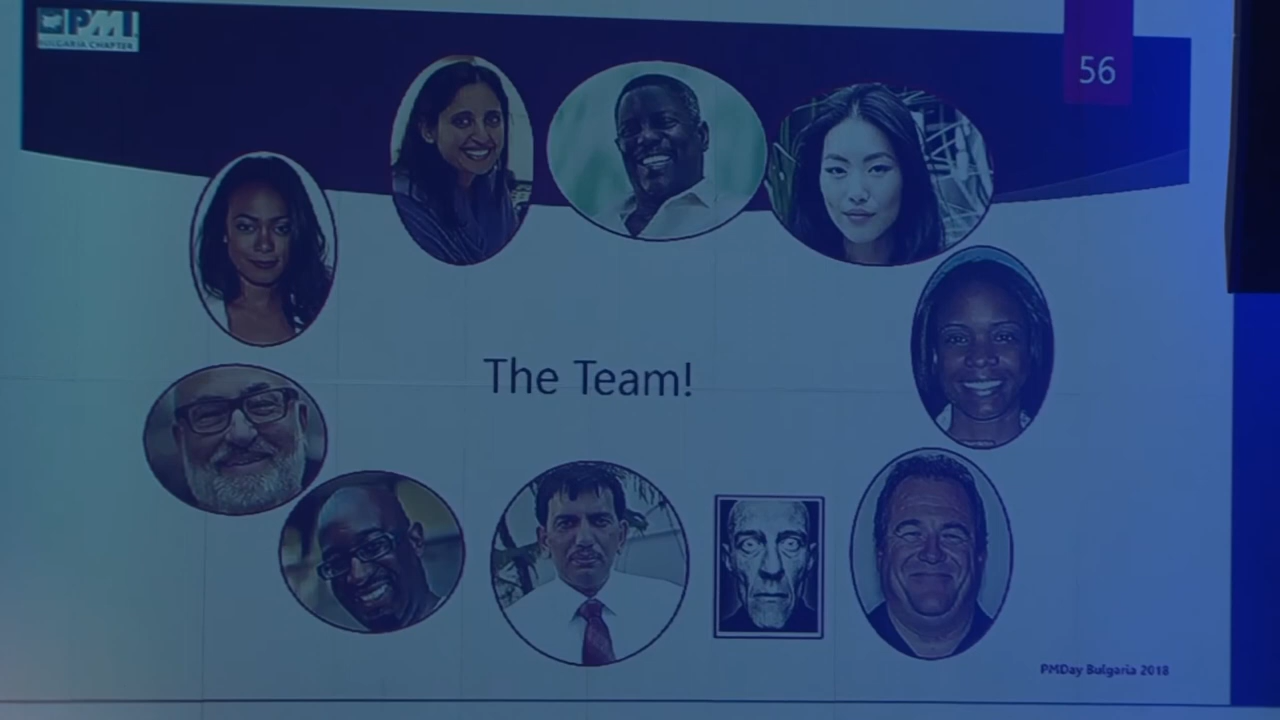 PMI
BULGARIA CHAPTER
56
The Team!
PMDay Bulgaria 2018